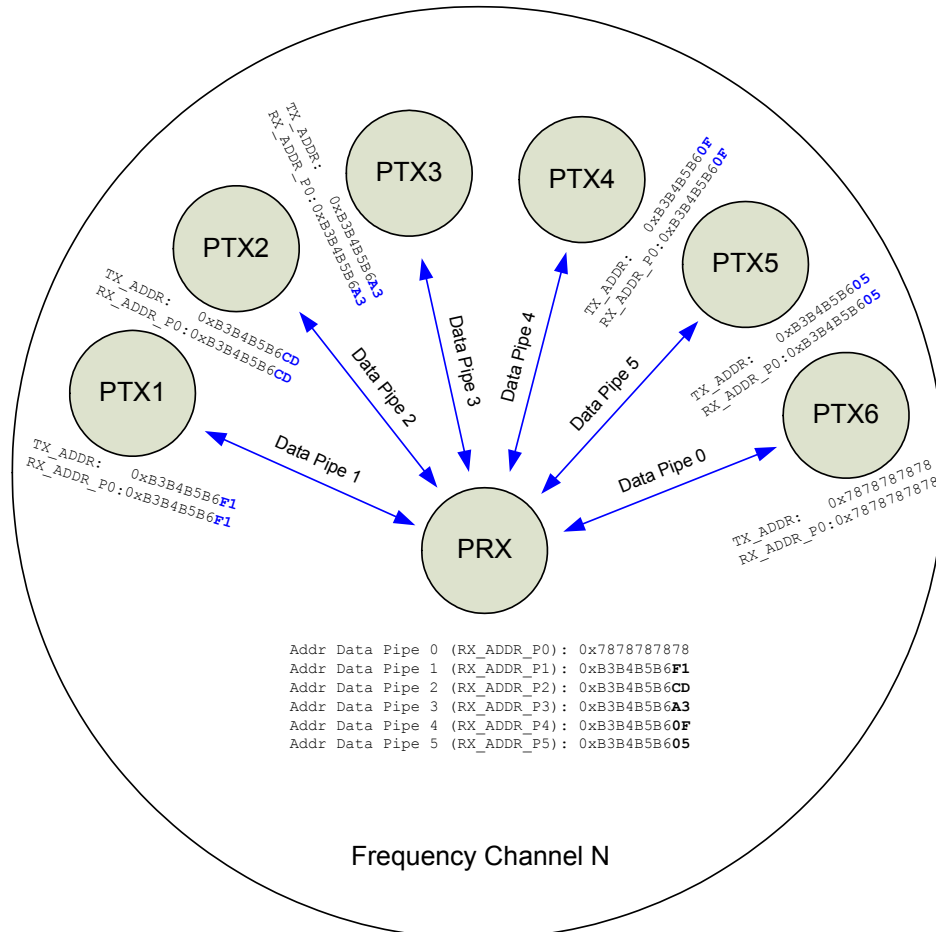 PTX3
PTX4
TX_ADDR: 0xB3B4B5B6A3
RX_ADDR_P0:0xB3B4B5B6A3
TX_ADDR: 0xB3B4B5B60F
RX_ADDR_P0:0xB3B4B5B60F
PTX2
PTX5
TX_ADDR: 0xB3B4B5B6CD
RX_ADDR_P0:0xB3B4B5B6CD
TX_ADDR: 0xB3B4B5B605
RX_ADDR_P0:0xB3B4B5B605
PTX1
PTX6
TX_ADDR: 0xB3B4B5B6F1
RX_ADDR_P0:0xB3B4B5B6F1
TX_ADDR: 0x7878787878
RX_ADDR_P0:0x7878787878
Data Pipe 1
Data Pipe 2
Data Pipe 3
Data Pipe 4
Data Pipe 5
Data Pipe 0
PRX
Addr Data Pipe 0 (RX_ADDR_P0): 0x7878787878
Addr Data Pipe 1 (RX_ADDR_P1): 0xB3B4B5B6F1
Addr Data Pipe 2 (RX_ADDR_P2): 0xB3B4B5B6CD
Addr Data Pipe 3 (RX_ADDR_P3): 0xB3B4B5B6A3
Addr Data Pipe 4 (RX_ADDR_P4): 0xB3B4B5B60F
Addr Data Pipe 5 (RX_ADDR_P5): 0xB3B4B5B605
Frequency Channel N